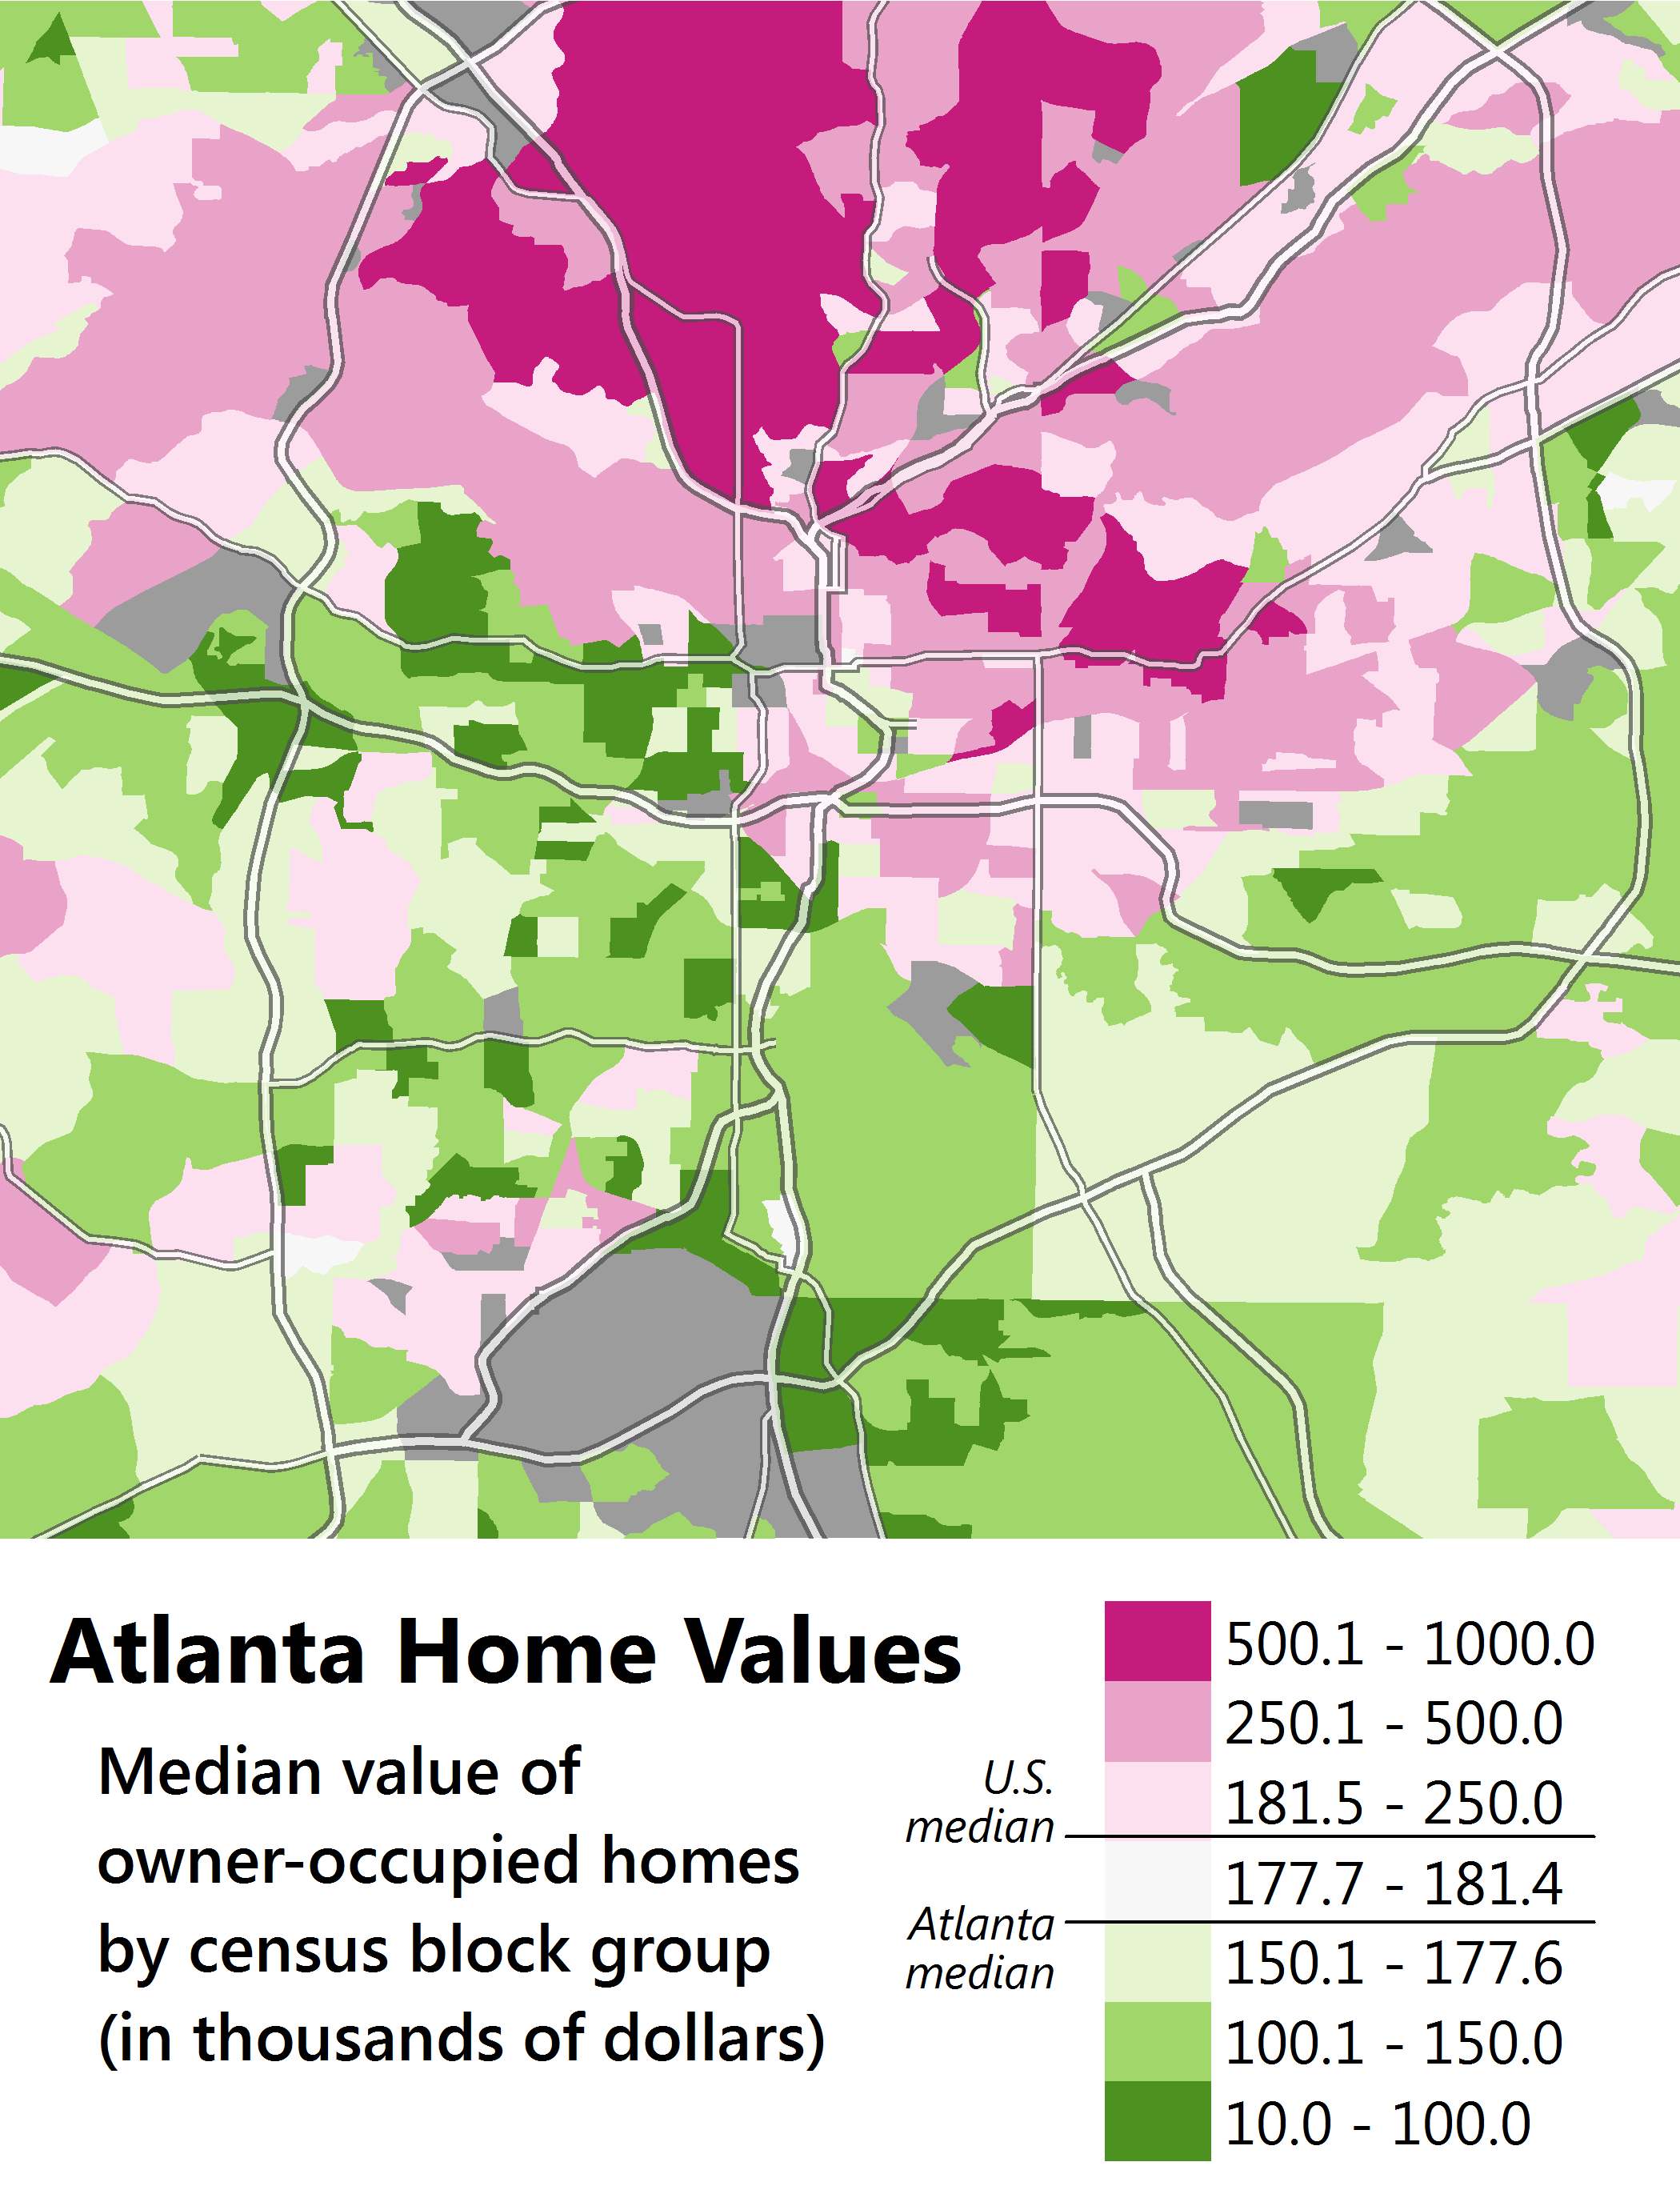 Atlanta Home Values
Median value of
owner-occupied homes
by census block group
(in thousands of dollars)
U.S.
median
Atlanta
median
500.1 - 1000.0
250.1 - 500.0
181.5 - 250.0
177.7 - 181.4
150.1 - 177.6
100.1 - 150.0
10.0 - 100.0